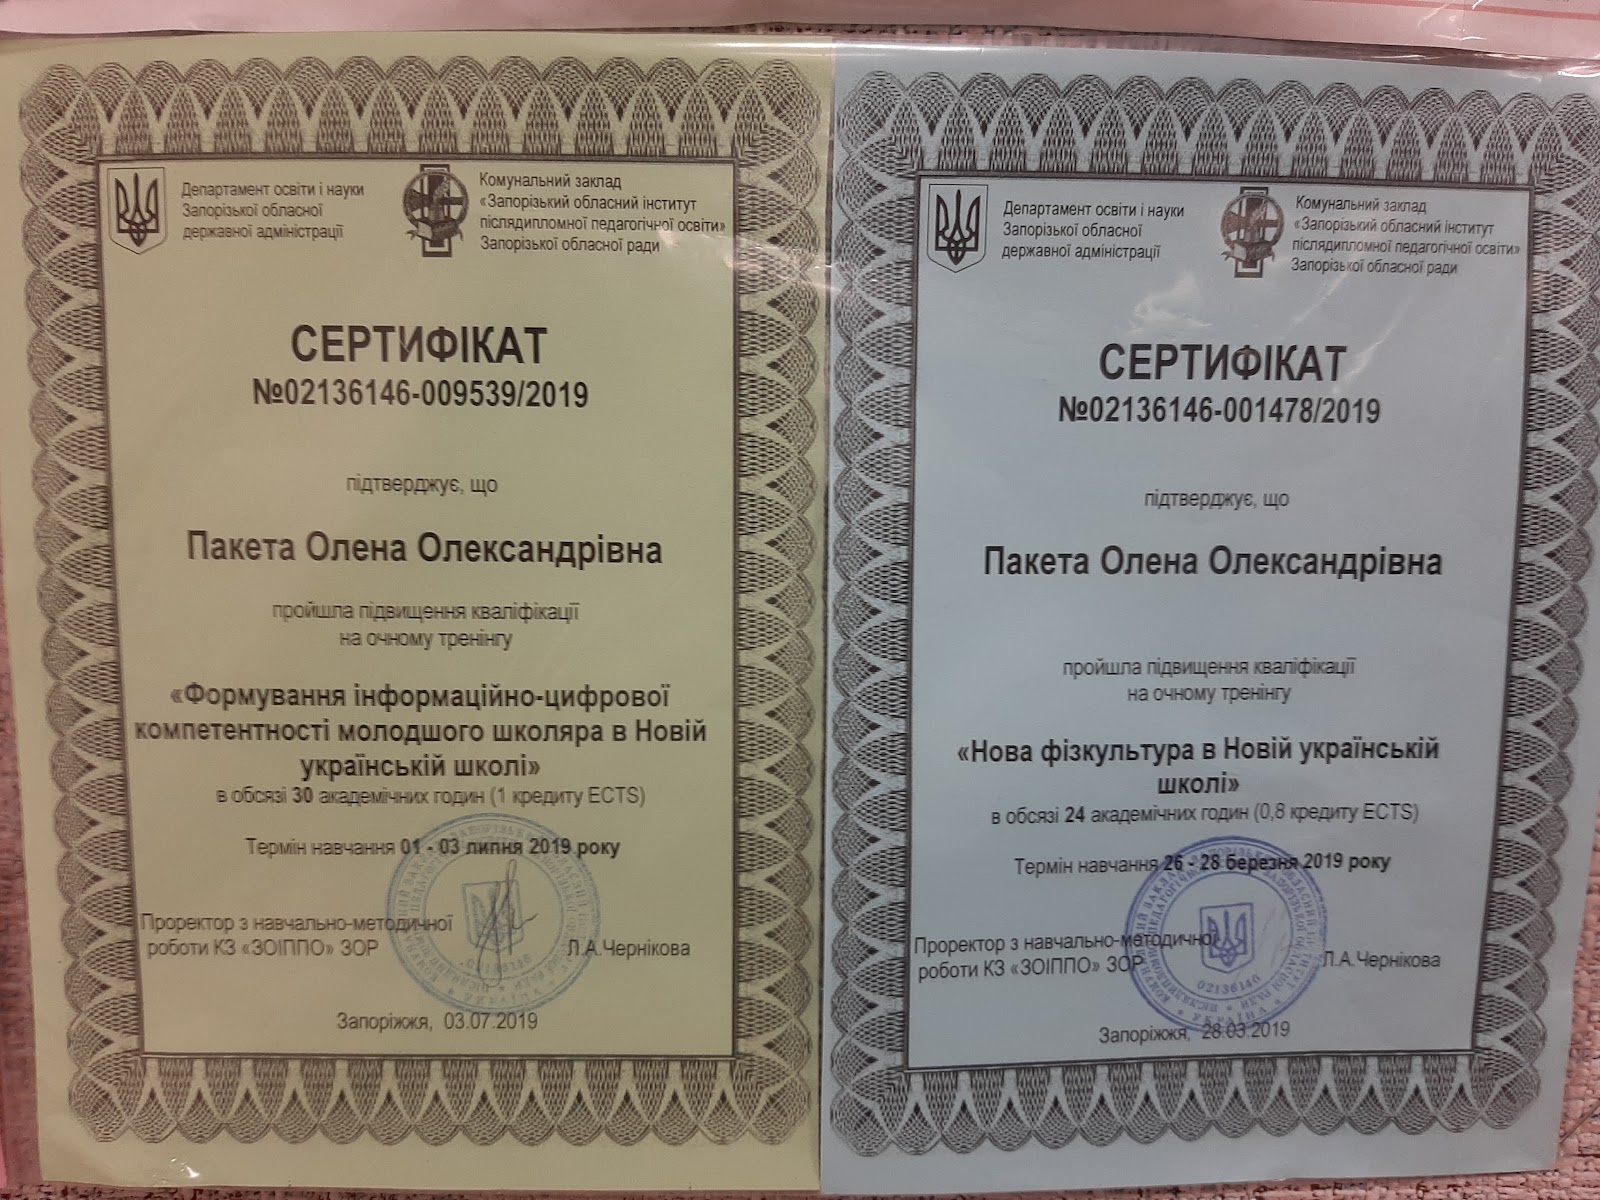 Департамент освіти і науки
Запорізька обласної
державної адміністрації
Комунальний заклад
«Запорізький обласний інститут
післядипломної педагогічної освіти»
Запорізької обласної ради
СЕРТИФІКАТ
№02136146-009539/2019
підтверджує, що
Пакета Олена Олександрівна
пройшла підвищення кваліфікації
на очному тренінгу
«Формування інформаційно-цифрової
компетентності молодшого школяра в Новій
українській школі»
в обсязі 30 академічних годин (1 кредиту ECTS)
Термін навчання 01 - 03 липня 2019 року
Проректор з навчально-методичної
роботи КЗ «ЗОІППО» ЗОР
Л.А.Чернікова
02136146
УКРАЇНА
Запоріжжя, 03.07.2019
Департамент освіти і науки
Запорізька обласної
державної адміністрації
Комунальний заклад
«Запорізький обласний інститут
післядипломної педагогічної освіти»
Запорізької обласної ради
СЕРТИФІКАТ
№02136146-001478/2019
підтверджує, що
Пакета Олена Олександрівна
пройшла підвищення кваліфікації
на очному тренінгу
«Нова фізкультура в Новій українській
школі»
в обсязі 24 академічних годин (0,8 кредиту ECTS)
Термін навчання 26 - 28 березня 2019 року
Проректор з навчально-методичної
роботи КЗ «ЗОІППО» ЗОР
Л.А.Чернікова
02136146
УКРАЇНА
Запоріжжя, 28.03.2019